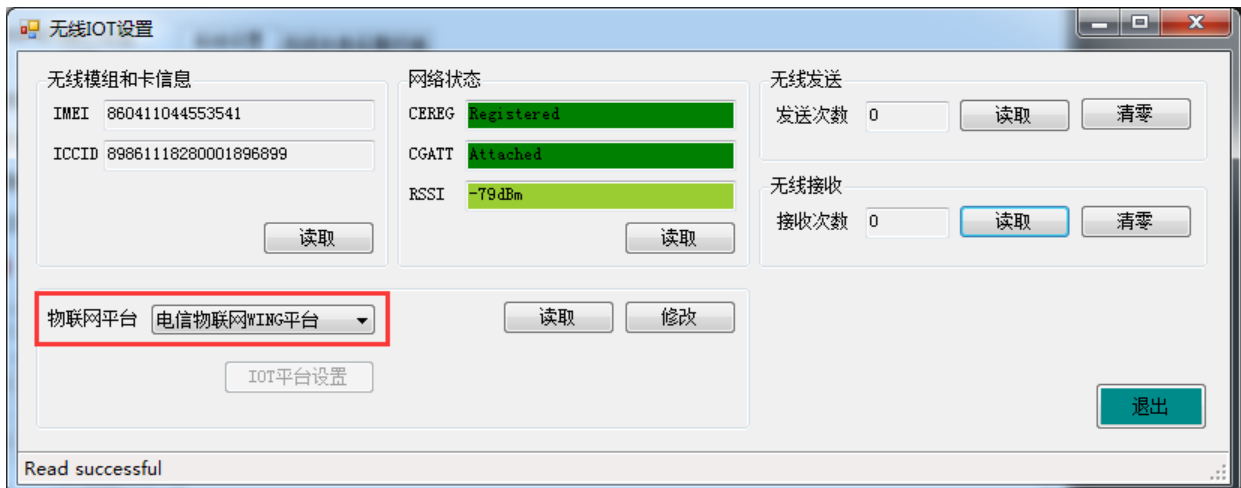 无线IOT设置
无线模组和卡信息
IMEI 860411044553541
ICCID 89861118280001896899
读取
网络状态
CEREG Registered
CGATT Attached
RSSI -79dBm
读取
无线发送
发送次数 0 读取 清零
无线接收
接收次数 0 读取 清零
物联网平台 电信物联网WING平台 读取 修改
IOT平台设置
退出
Read successful